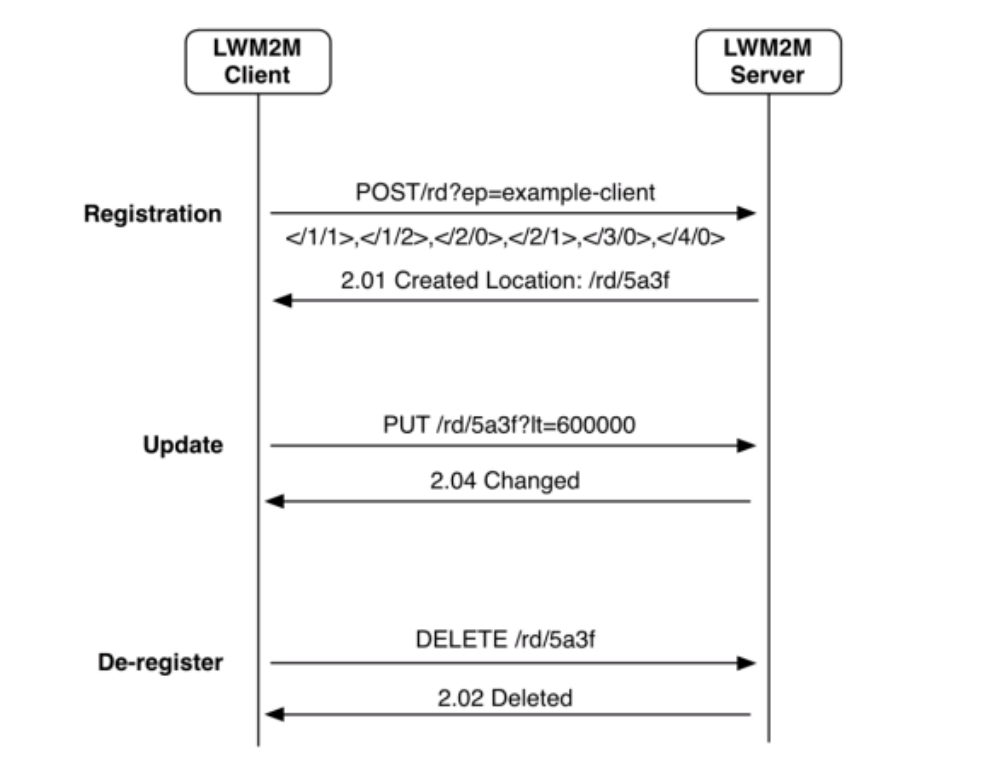 LWM2M
Client
LWM2M
Server
Registration
POST/rd?ep=example-client
</1/1>,</1/2>,</2/0>,</2/1>,</3/0>,</4/0>
2.01 Created Location: /rd/5a3f
Update
PUT /rd/5a3f?lt=600000
2.04 Changed
De-register
DELETE /rd/5a3f
2.02 Deleted